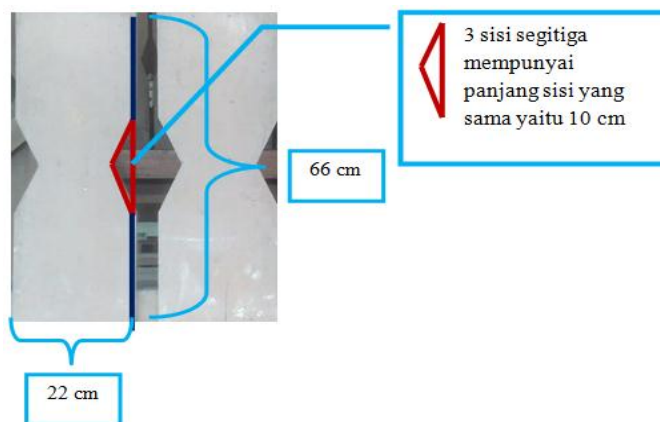 3 sisi segitiga
mempunyai
panjang sisi yang
sama yaitu 10 cm
66 cm
22 cm